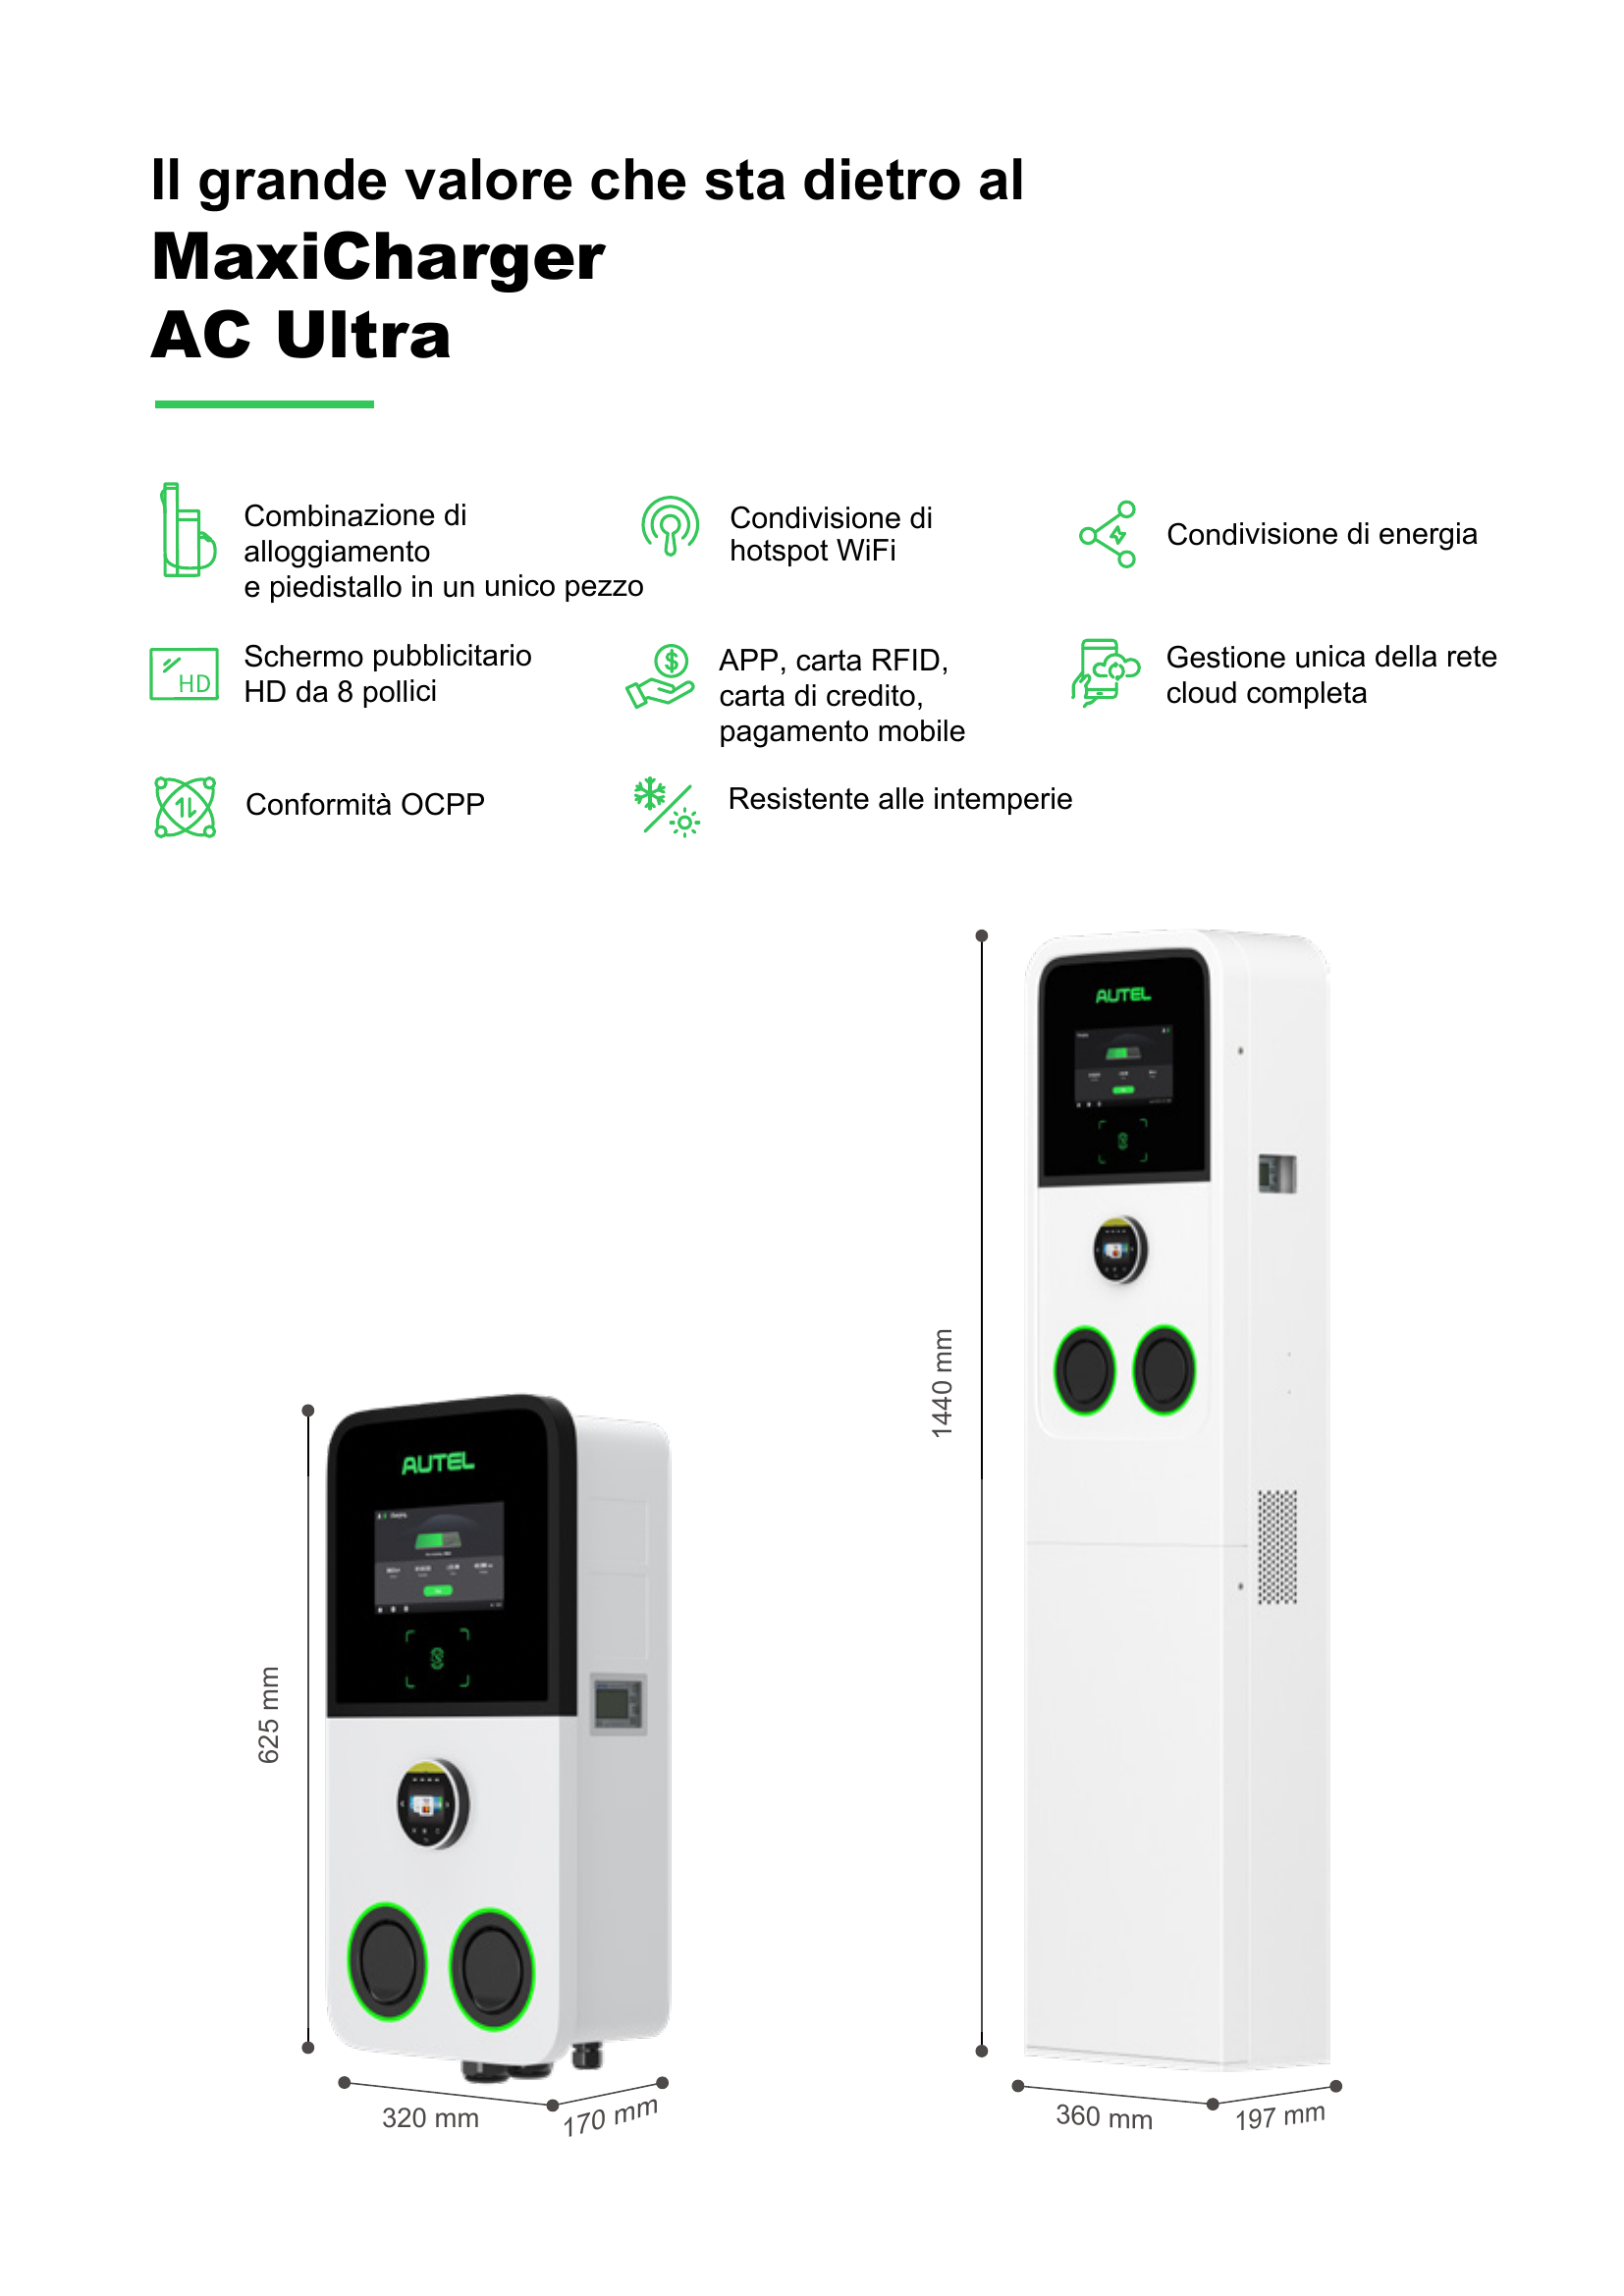 Il grande valore che sta dietro al
MaxiCharger
AC Ultra
Combinazione di
alloggiamento
e piedistallo in un unico pezzo
Condivisione di
hotspot WiFi
Condivisione di energia
HD
Schermo pubblicitario
HD da 8 pollici
$
APP, carta RFID,
carta di credito,
pagamento mobile
Gestione unica della rete
cloud completa
Conformità OCPP
Resistente alle intemperie
AUTEL
1440 mm
360 mm
197 mm
AUTEL
625 mm
320 mm
170 mm